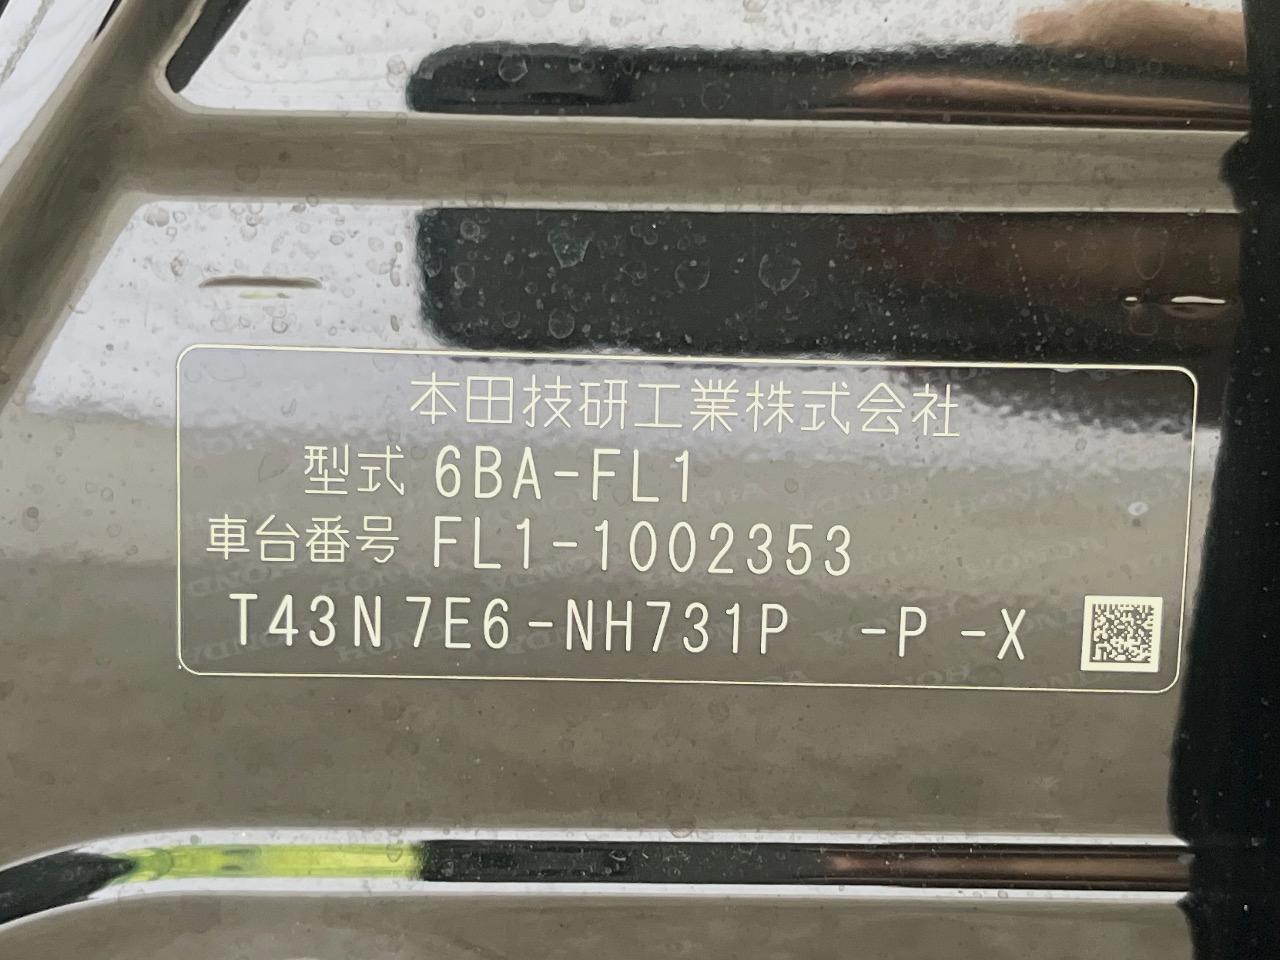 本田技研工業株式会社
型式 6BA-FL1
車台番号 FL1-1002353
T43N 7E6-NH731P -P -X